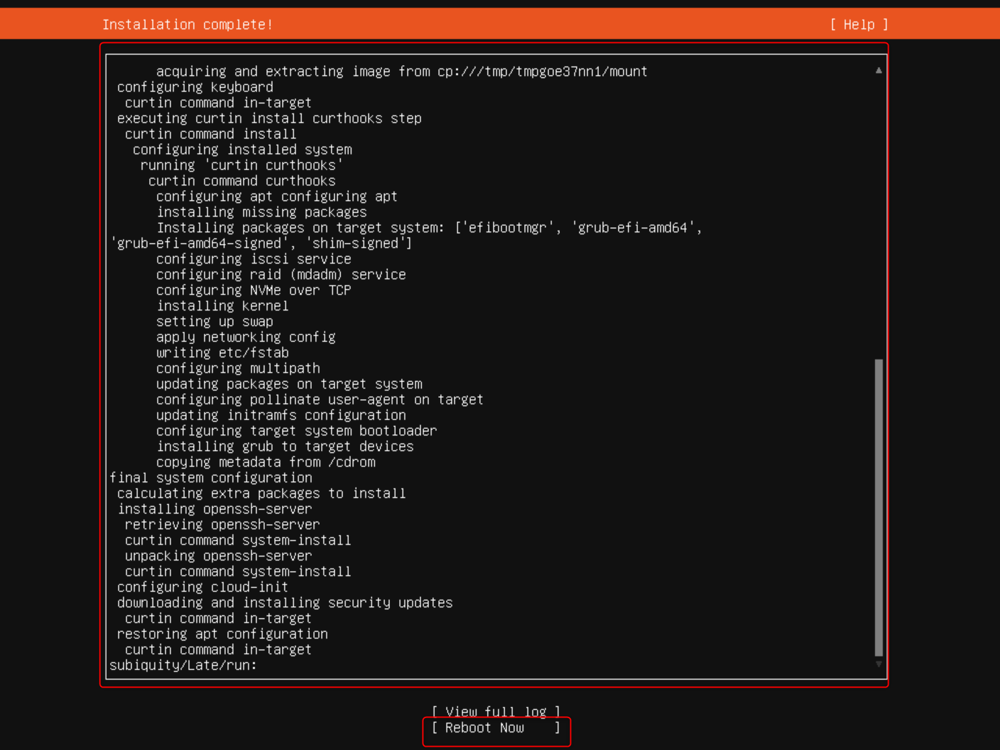 Installation complete!
[ Help ]
acquiring and extracting image from cp:///tmp/tmpgoe37nn1/mount
configuring keyboard
curtin command in-target
executing curtin install curthooks step
curtin command install
configuring installed system
running 'curtin curthooks'
curtin command curthooks
configuring apt configuring apt
installing missing packages
Installing packages on target system: ['efibootmgr', 'grub-efi-amd64',
'grub-efi-amd64-signed', 'shim-signed']
configuring iscsi service
configuring raid (mdadm) service
configuring NVMe over TCP
installing kernel
setting up swap
apply networking config
writing etc/fstab
configuring multipath
updating packages on target system
configuring pollinate user-agent on target
updating initramfs configuration
configuring target system bootloader
installing grub to target devices
copying metadata from /cdrom
final system configuration
calculating extra packages to install
installing openssh-server
retrieving openssh-server
curtin command system-install
unpacking openssh-server
curtin command system-install
configuring cloud-init
downloading and installing security updates
curtin command in-target
restoring apt configuration
curtin command in-target
subiquity/Late/run:
[ View full log ]
[ Reboot Now ]